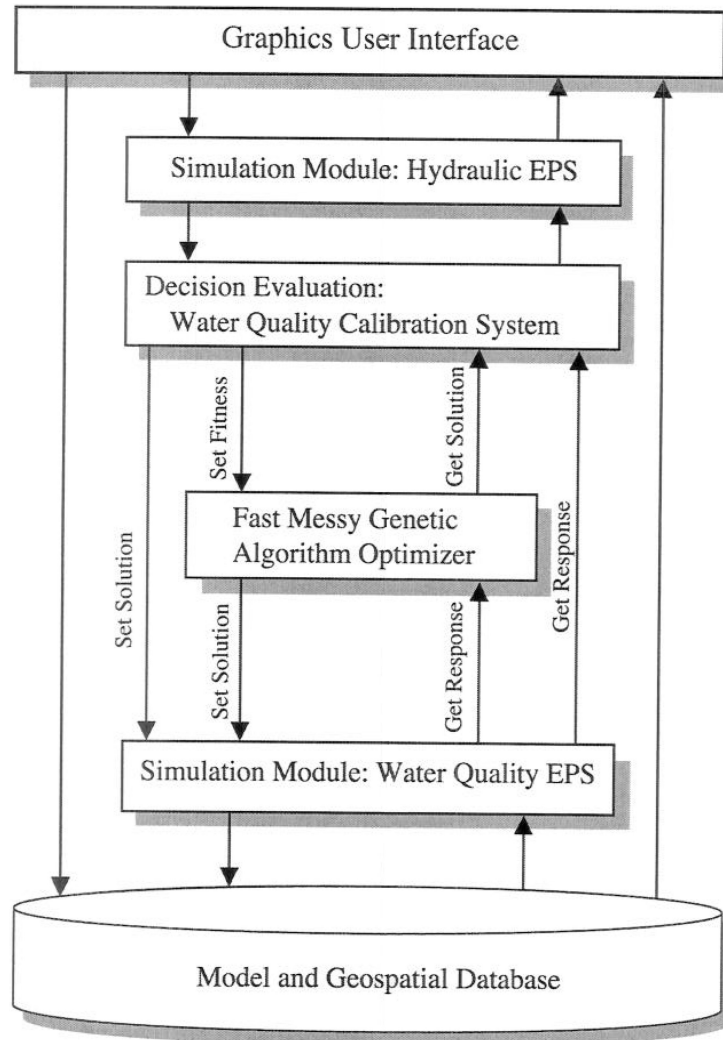 Graphics User Interface
Simulation Module: Hydraulic EPS
Decision Evaluation:
Water Quality Calibration System
Set Fitness
Get Solution
Fast Messy Genetic
Algorithm Optimizer
Set Solution
Get Response
Set Solution
Get Response
Simulation Module: Water Quality EPS
Model and Geospatial Database